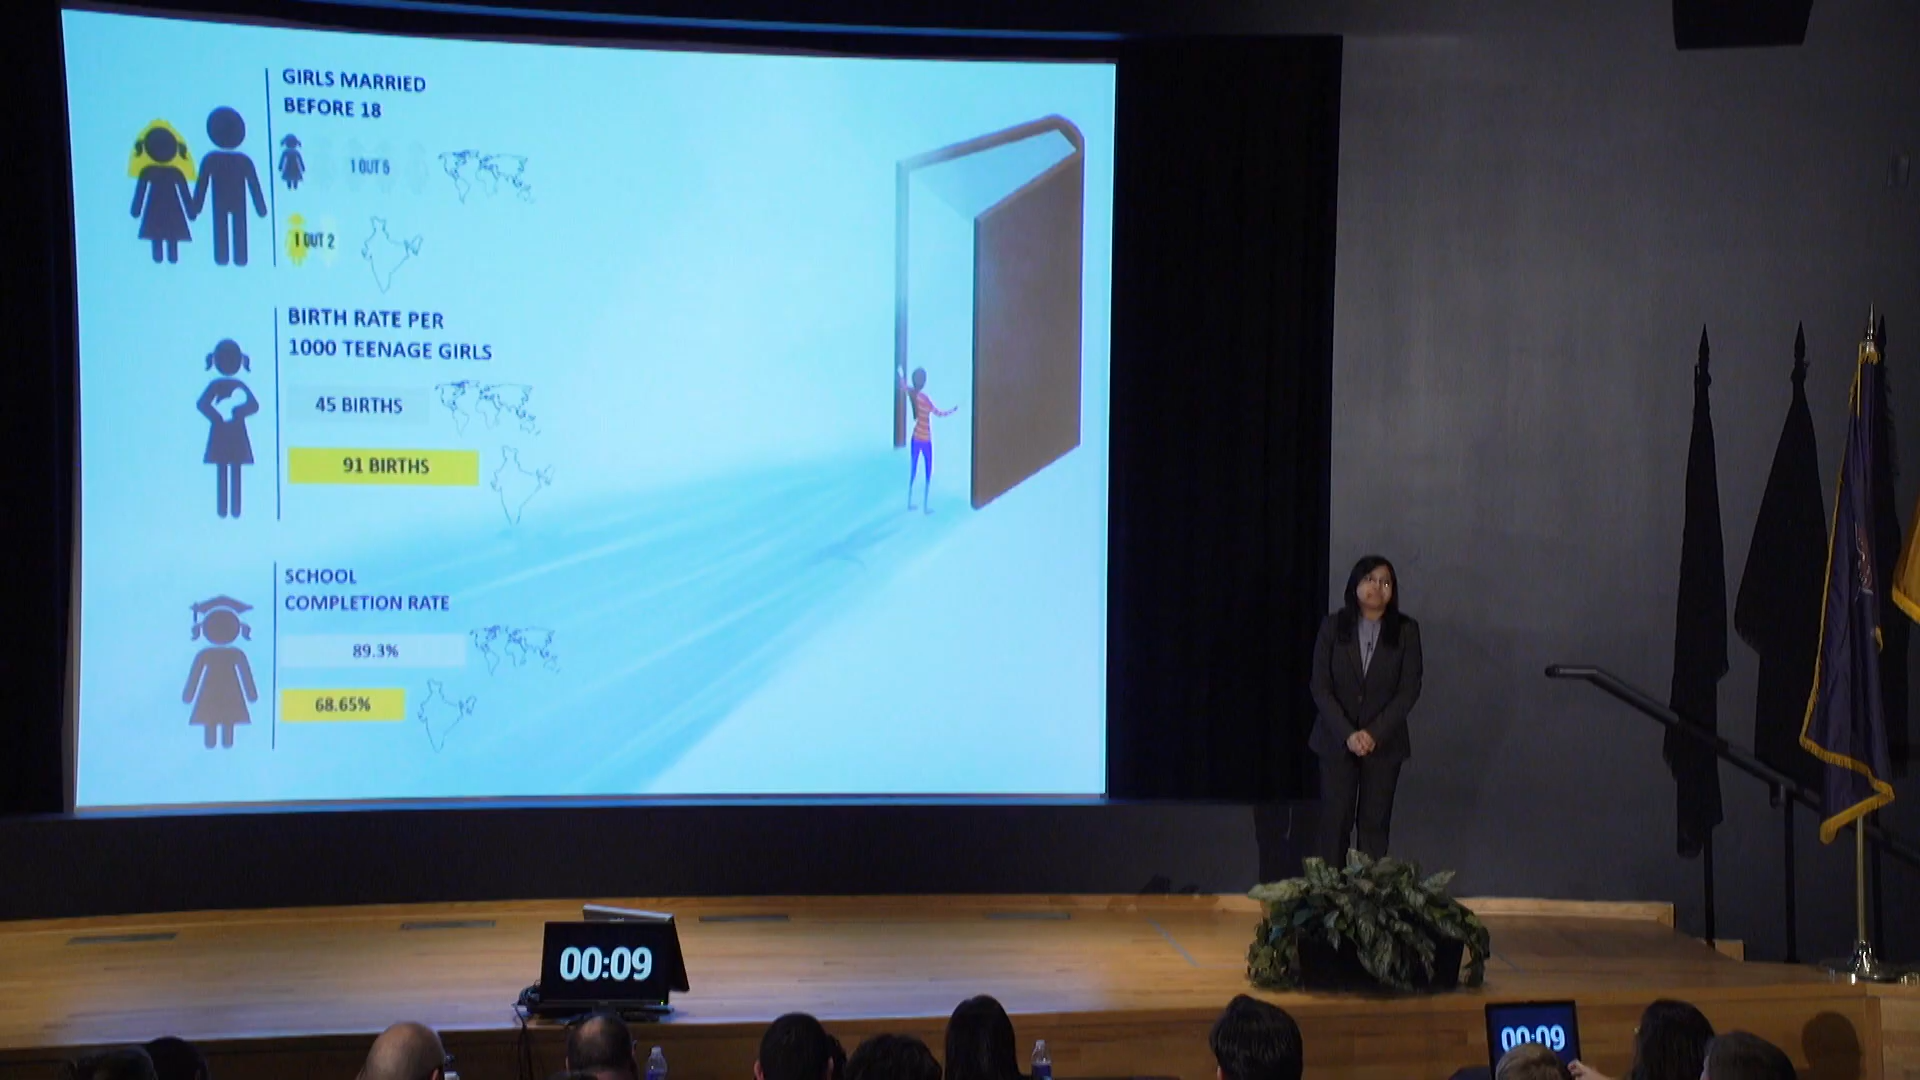 GIRLS MARRIED
BEFORE 18
1 OUT 5
1 OUT 2
BIRTH RATE PER
1000 TEENAGE GIRLS
45 BIRTHS
91 BIRTHS
SCHOOL
COMPLETION RATE
89.3%
68.65%
00:09
00:09